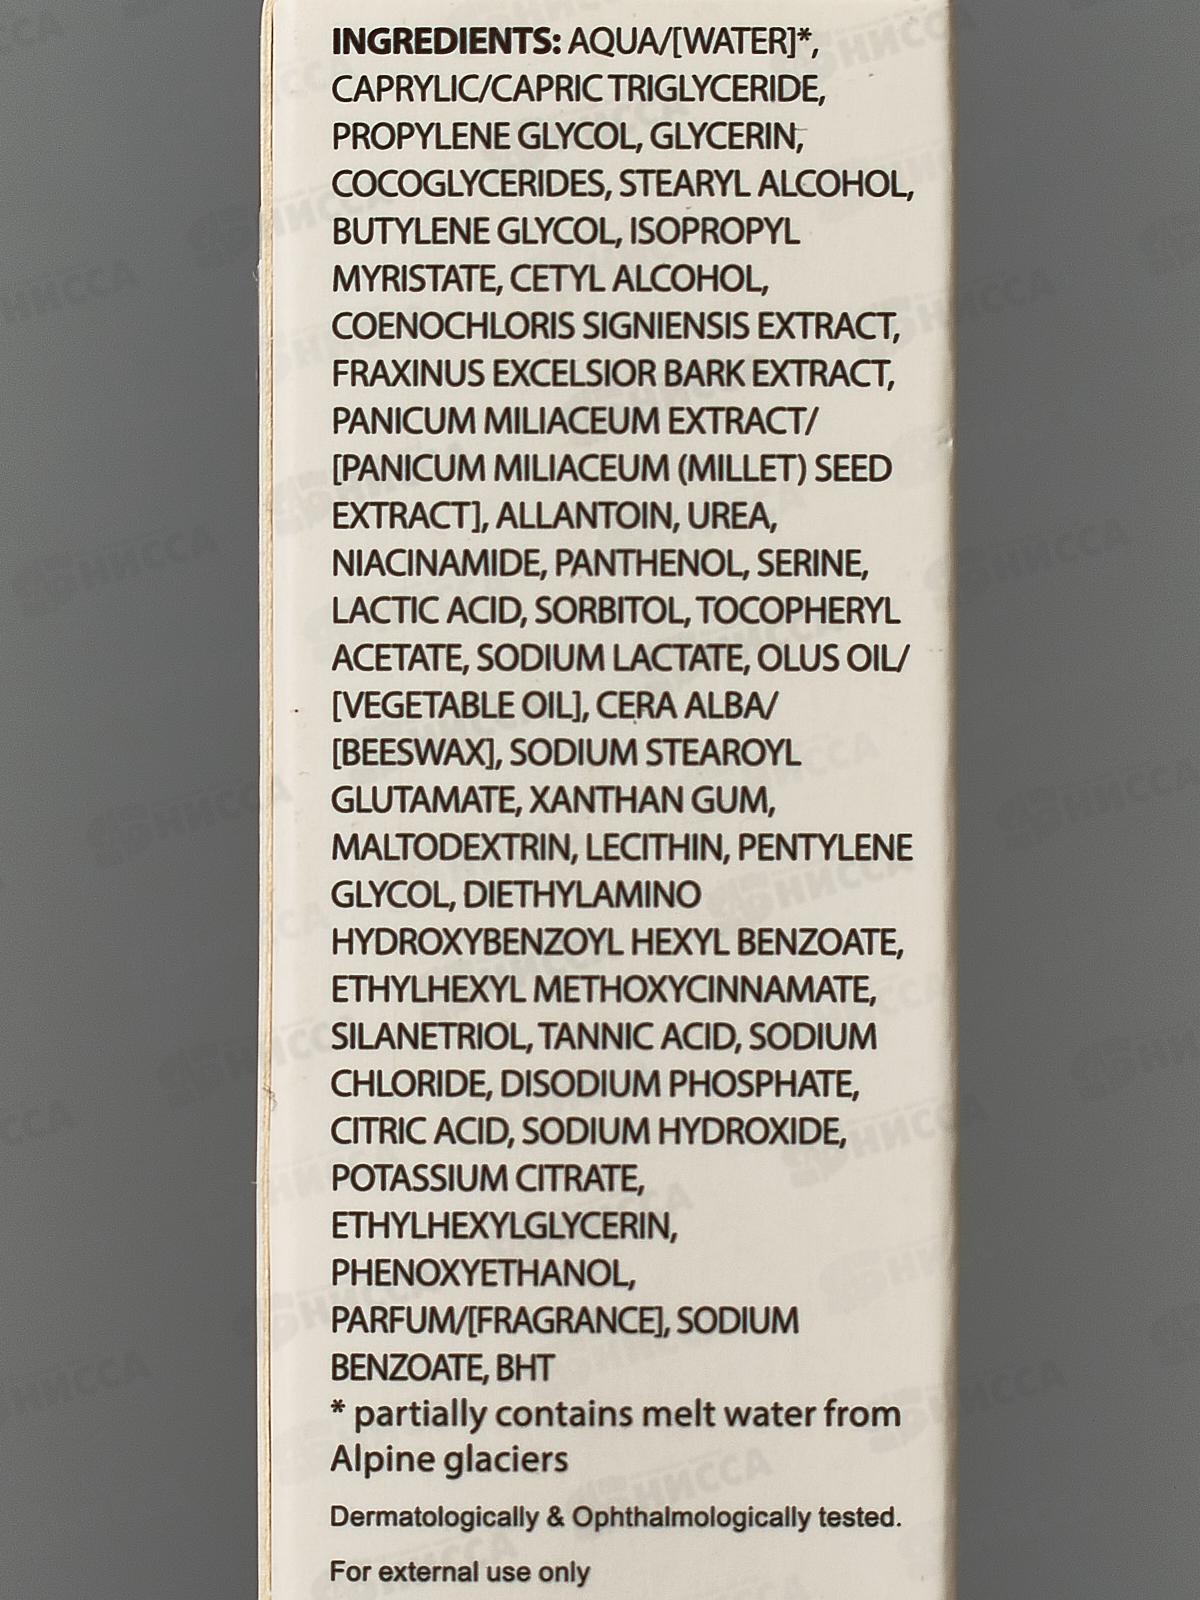 INGREDIENTS: AQUA/[WATER]*,
CAPRYLIC/CAPRIC TRIGLYCERIDE,
PROPYLENE GLYCOL, GLYCERIN,
COCOGLYCERIDES, STEARYL ALCOHOL,
BUTYLENE GLYCOL, ISOPROPYL
MYRISTATE, CETYL ALCOHOL,
COENOCHLORIS SIGNIENSIS EXTRACT,
FRAXINUS EXCELSIOR BARK EXTRACT,
PANICUM MILIACEUM EXTRACT/
[PANICUM MILIACEUM (MILLET) SEED
EXTRACT], ALLANTOIN, UREA,
NIACINAMIDE, PANTHENOL, SERINE,
LACTIC ACID, SORBITOL, TOCOPHERYL
ACETATE, SODIUM LACTATE, OLUS OIL/
[VEGETABLE OIL], CERA ALBA/
[BEESWAX], SODIUM STEAROYL
GLUTAMATE, XANTHAN GUM,
MALTODEXTRIN, LECITHIN, PENTYLENE
GLYCOL, DIETHYLAMINO
HYDROXYBENZOYL HEXYL BENZOATE,
ETHYLHEXYL METHOXYCINNAMATE,
SILANETRIOL, TANNIC ACID, SODIUM
CHLORIDE, DISODIUM PHOSPHATE,
CITRIC ACID, SODIUM HYDROXIDE,
POTASSIUM CITRATE,
ETHYLHEXYLGLYCERIN,
PHENOXYETHANOL,
PARFUM/[FRAGRANCE], SODIUM
BENZOATE, BHT
* partially contains melt water from
Alpine glaciers
Dermatologically & Ophthalmologically tested.
For external use only
НИССА